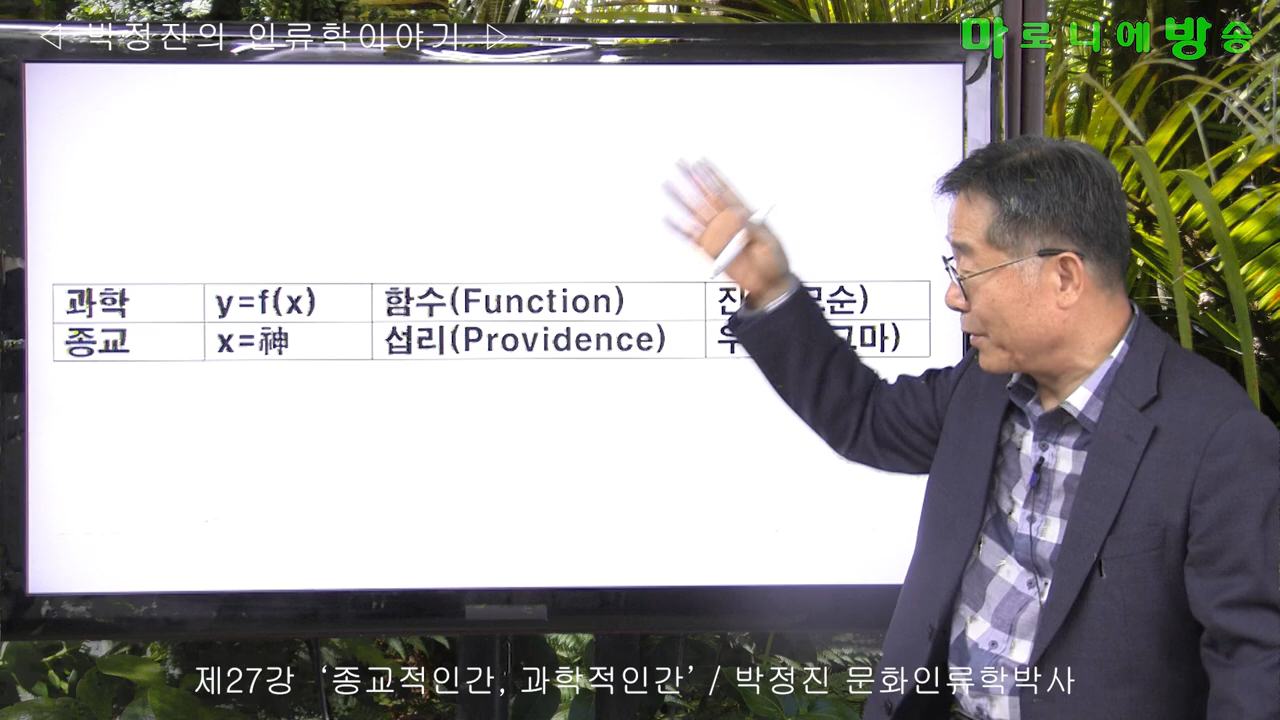 ◁ 박정진의 인류학이야기 ▷
마로니에방송
과학 y=f(x) 함수(Function)
종교 x=神 섭리(Providence)
제27강 ‘종교적인간, 과학적인간’ / 박정진 문화인류학박사